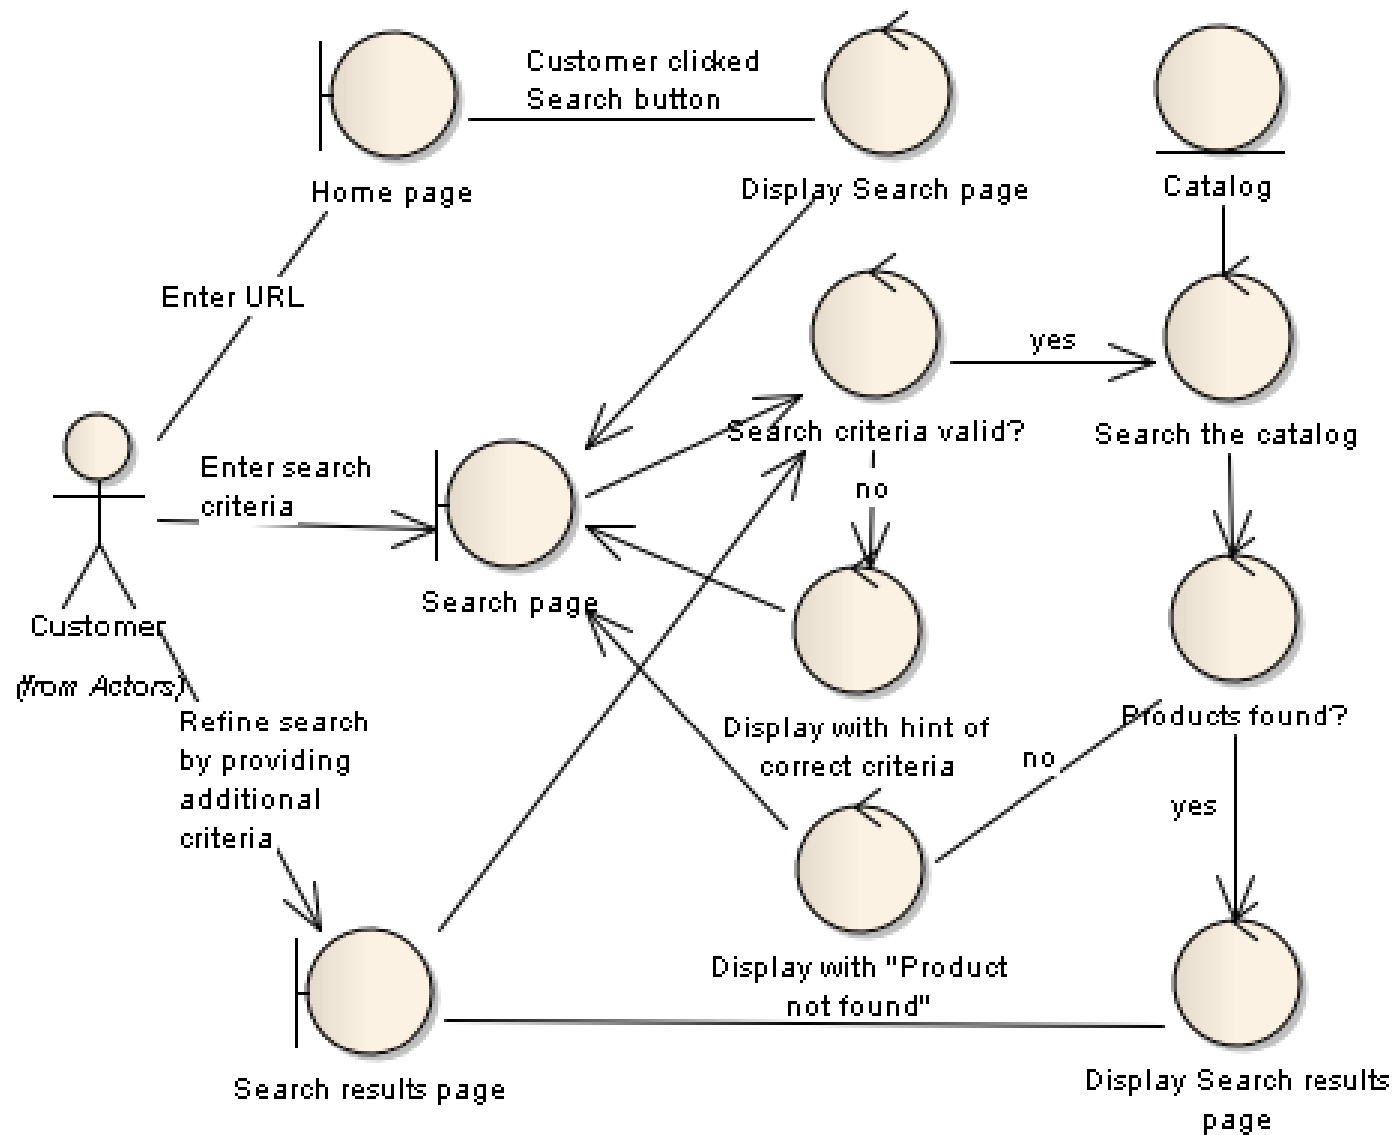 Customer clicked
Search button
Home page
Display Search page
Catalog
Enter URL
yes
Search criteria valid?
Search the catalog
Enter search
criteria
no
Search page
Customer
(from Actors)
Refine search
by providing
additional
criteria
Display with hint of
correct criteria
Products found?
no
yes
Display with "Product
not found"
Search results page
Display Search results
page